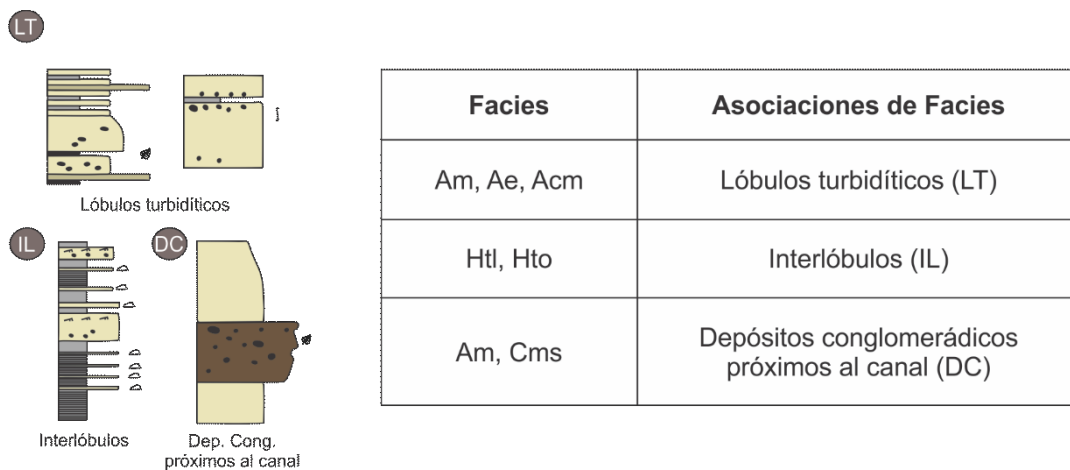 LT
Lóbulos turbidíticos
IL
DC
Interlóbulos
Dep. Cong.
próximos al canal
Facies
Asociaciones de Facies
Am, Ae, Acm
Lóbulos turbidíticos (LT)
Htl, Hto
Interlóbulos (IL)
Am, Cms
Depósitos conglomerádicos
próximos al canal (DC)